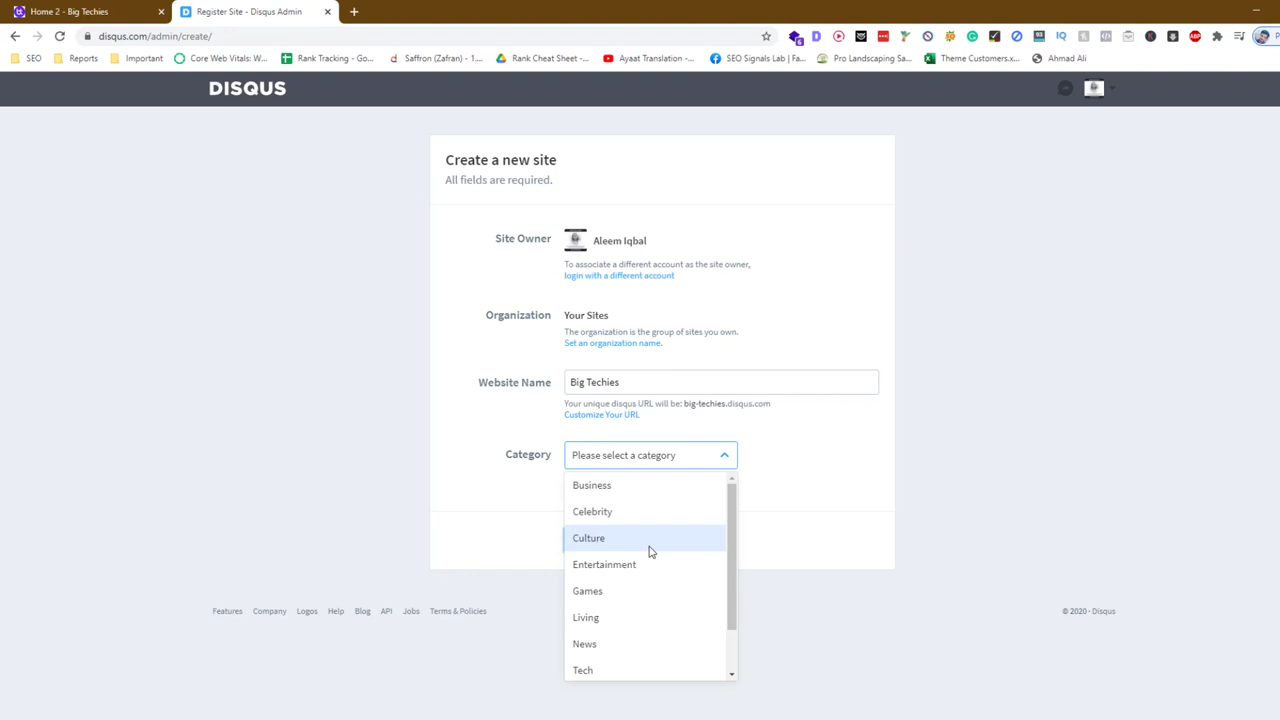 Home 2 - Big Techies
Register Site - Disqus Admin
disqus.com/admin/create/
SEO
Reports
Important
Core Web Vitals: W...
Rank Tracking - Go...
Saffron (Zafran) - 1....
Rank Cheat Sheet -...
Ayaat Translation -...
SEO Signals Lab | Fa...
Pro Landscaping Sa...
Theme Customers.x...
Ahmad Ali
DISQUS
Create a new site
All fields are required.
Site Owner
Aleem Iqbal
To associate a different account as the site owner,
login with a different account
Organization
Your Sites
The organization is the group of sites you own.
Set an organization name.
Website Name
Big Techies
Your unique disqus URL will be: big-techies.disqus.com
Customize Your URL
Category
Please select a category
Business
Celebrity
Culture
Entertainment
Games
Living
News
Tech
Features
Company
Logos
Help
Blog
API
Jobs
Terms & Policies
© 2020 - Disqus